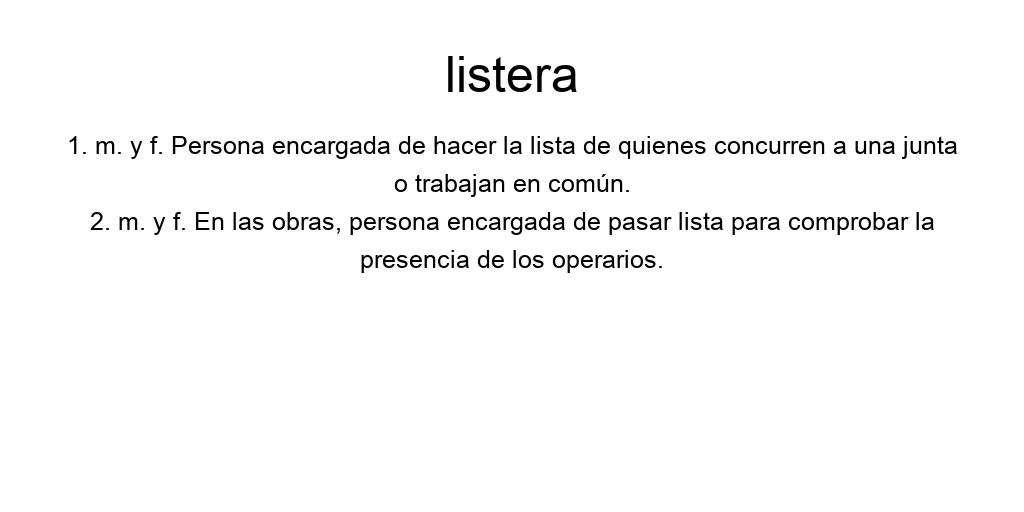 listera
1. m. y f. Persona encargada de hacer la lista de quienes concurren a una junta
o trabajan en común.
2. m. y f. En las obras, persona encargada de pasar lista para comprobar la
presencia de los operarios.